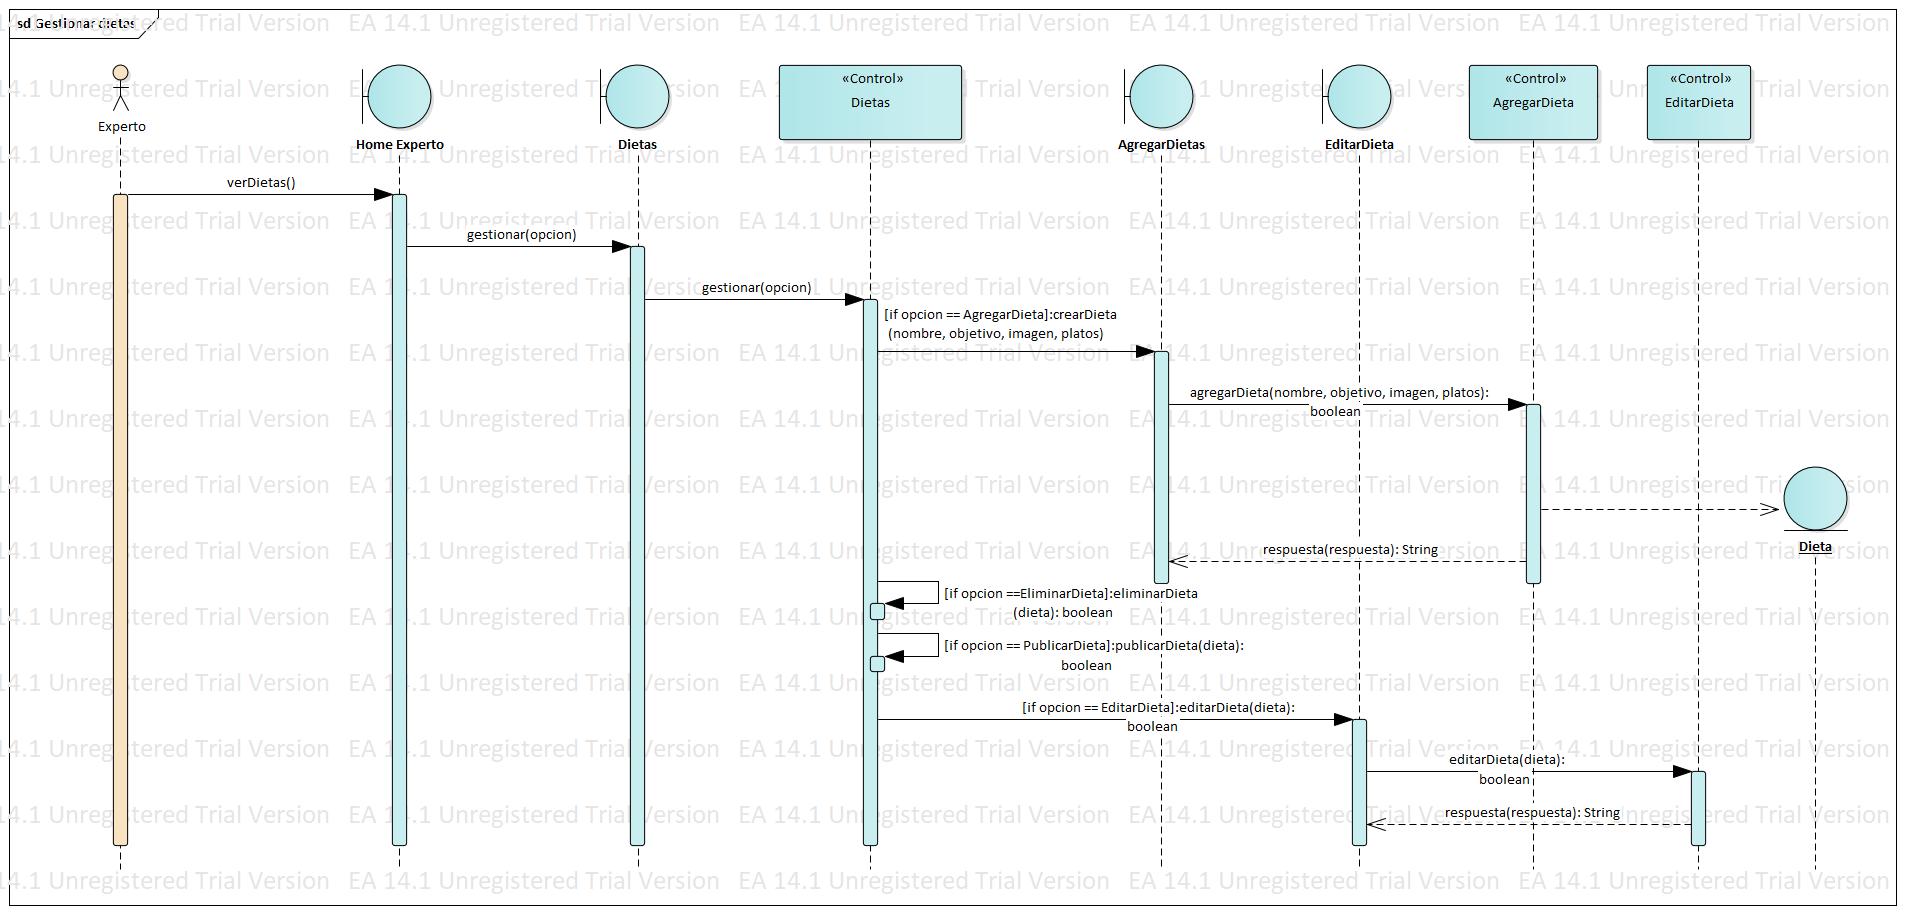 sd Gestionar dietas
«Control»
Dietas
«Control»
AgregarDieta
«Control»
EditarDieta
Experto
Home Experto
Dietas
AgregarDietas
EditarDieta
verDietas()
gestionar(opcion)
gestionar(opcion)
[if opcion == AgregarDieta]:crearDieta
(nombre, objetivo, imagen, platos)
agregarDieta(nombre, objetivo, imagen, platos):
boolean
Dieta
respuesta(respuesta): String
[if opcion ==EliminarDieta]:eliminarDieta
(dieta): boolean
[if opcion == PublicarDieta]:publicarDieta(dieta):
boolean
[if opcion == EditarDieta]:editarDieta(dieta):
boolean
editarDieta(dieta):
boolean
respuesta(respuesta): String
EA 14.1 Unregistered Trial Version